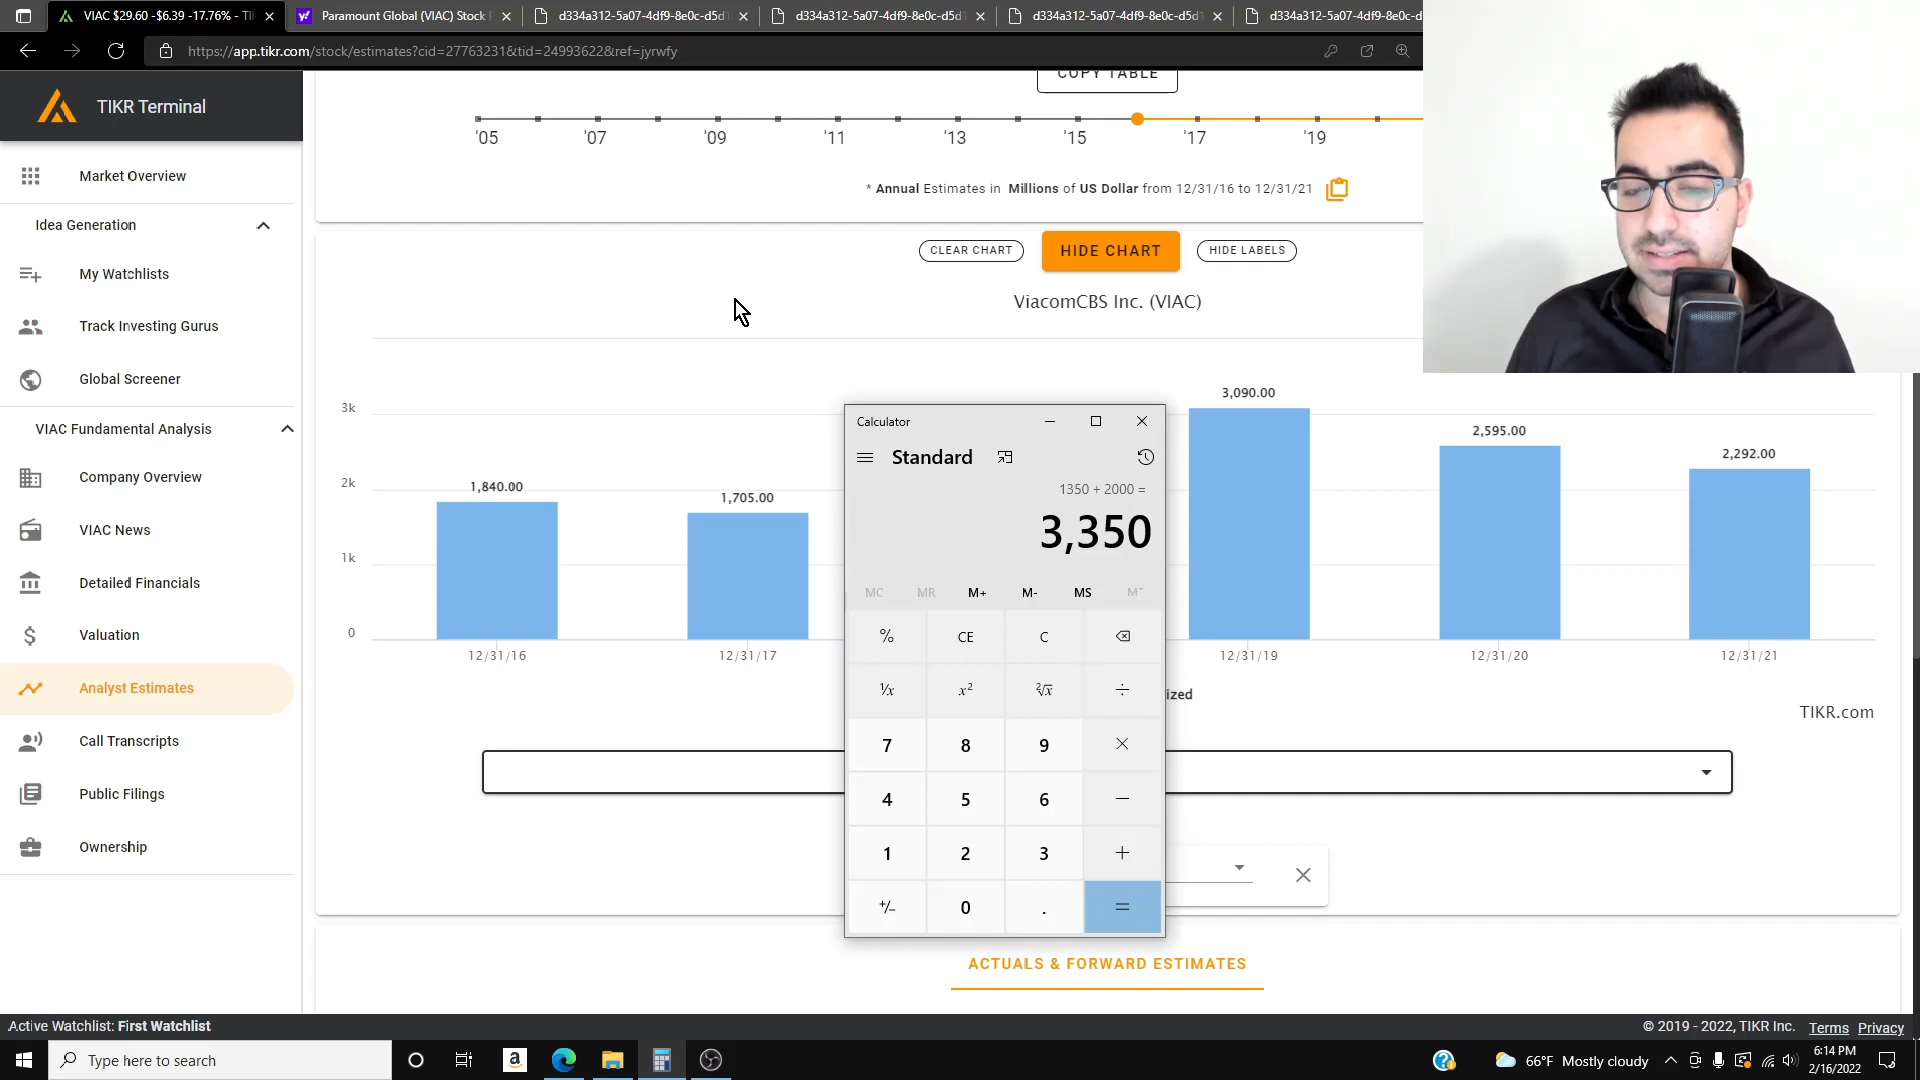 VIAC $29.60 -$6.39 -17.76% - TI
Paramount Global (VIAC) Stock P
d334a312-5a07-4df9-8e0c-d5d1
d334a312-5a07-4df9-8e0c-d5d1
d334a312-5a07-4df9-8e0c-d5d1
d334a312-5a07-4df9-8e0c-d5d
https://app.tikr.com/stock/estimates?cid=27763231&tid=24993622&ref=jyrwfy
TIKR Terminal
Market Overview
Idea Generation
My Watchlists
Track Investing Gurus
Global Screener
VIAC Fundamental Analysis
Company Overview
VIAC News
Detailed Financials
Valuation
Analyst Estimates
Call Transcripts
Public Filings
Ownership
COPY TABLE
'05 '07 '09 '11 '13 '15 '17 '19
* Annual Estimates in Millions of US Dollar from 12/31/16 to 12/31/21
CLEAR CHART HIDE CHART HIDE LABELS
ViacomCBS Inc. (VIAC)
3k
2k
1k
0
1,840.00
1,705.00
3,090.00
2,595.00
2,292.00
12/31/16 12/31/17 12/31/19 12/31/20 12/31/21
ized
TIKR.com
Calculator
Standard
1350 + 2000 =
3,350
MC MR M+ M- MS M˅
% CE C
¹/x x² ²√x ÷
7 8 9 ×
4 5 6 −
1 2 3 +
+/− 0 . =
ACTUALS & FORWARD ESTIMATES
Active Watchlist: First Watchlist
© 2019 - 2022, TIKR Inc. Terms Privacy
Type here to search
a
66°F Mostly cloudy
6:14 PM
2/16/2022